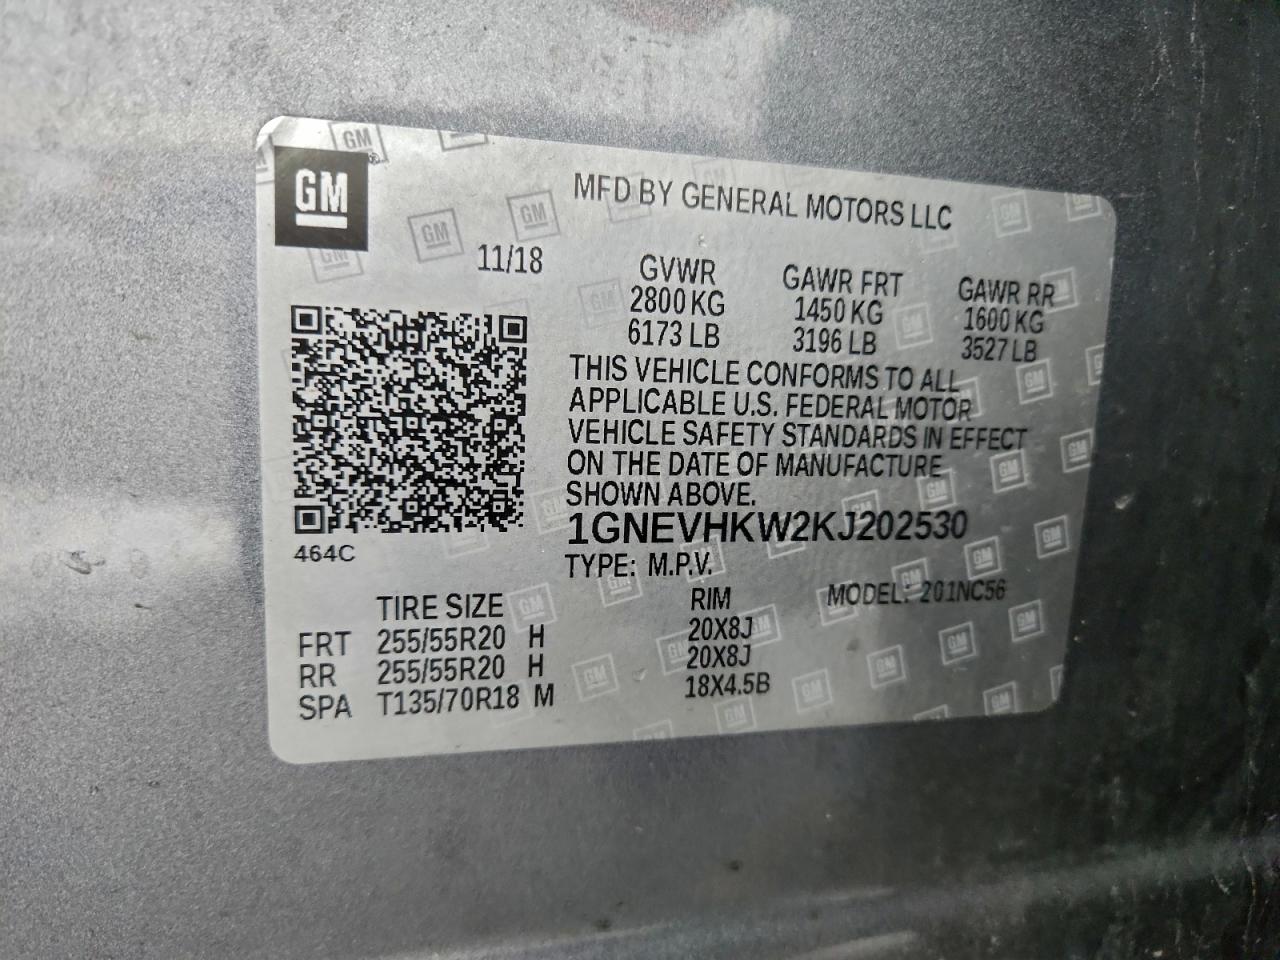 GM
MFD BY GENERAL MOTORS LLC
11/18
GVWR GAWR FRT GAWR RR
2800 KG 1450 KG 1600 KG
6173 LB 3196 LB 3527 LB
THIS VEHICLE CONFORMS TO ALL
APPLICABLE U.S. FEDERAL MOTOR
VEHICLE SAFETY STANDARDS IN EFFECT
ON THE DATE OF MANUFACTURE
SHOWN ABOVE.
1GNEVHKW2KJ202530
464C
TYPE: M.P.V.
TIRE SIZE RIM MODEL: 201NC56
FRT 255/55R20 H 20X8J
RR 255/55R20 H 20X8J
SPA T135/70R18 M 18X4.5B